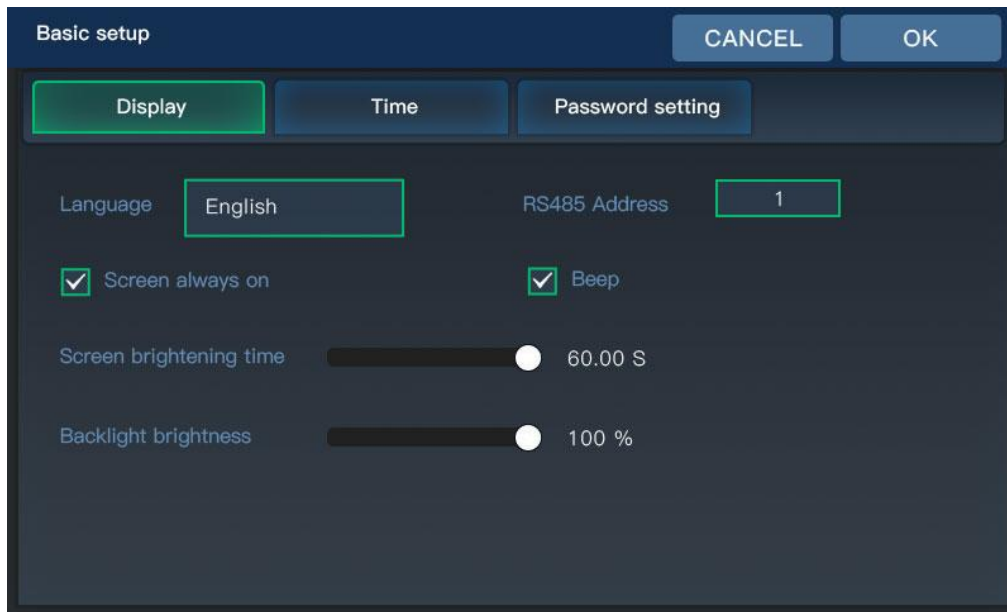 Basic setup
CANCEL
OK
Display
Time
Password setting
Language
English
RS485 Address
1
Screen always on
Beep
Screen brightening time
60.00 S
Backlight brightness
100 %